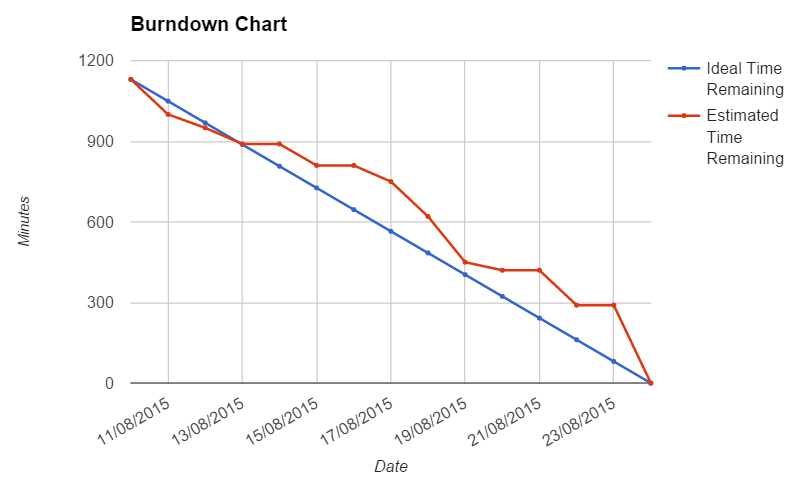 Burndown Chart
1200
900
600
300
0
Minutes
11/08/2015
13/08/2015
15/08/2015
17/08/2015
19/08/2015
21/08/2015
23/08/2015
Date
Ideal Time
Remaining
Estimated
Time
Remaining